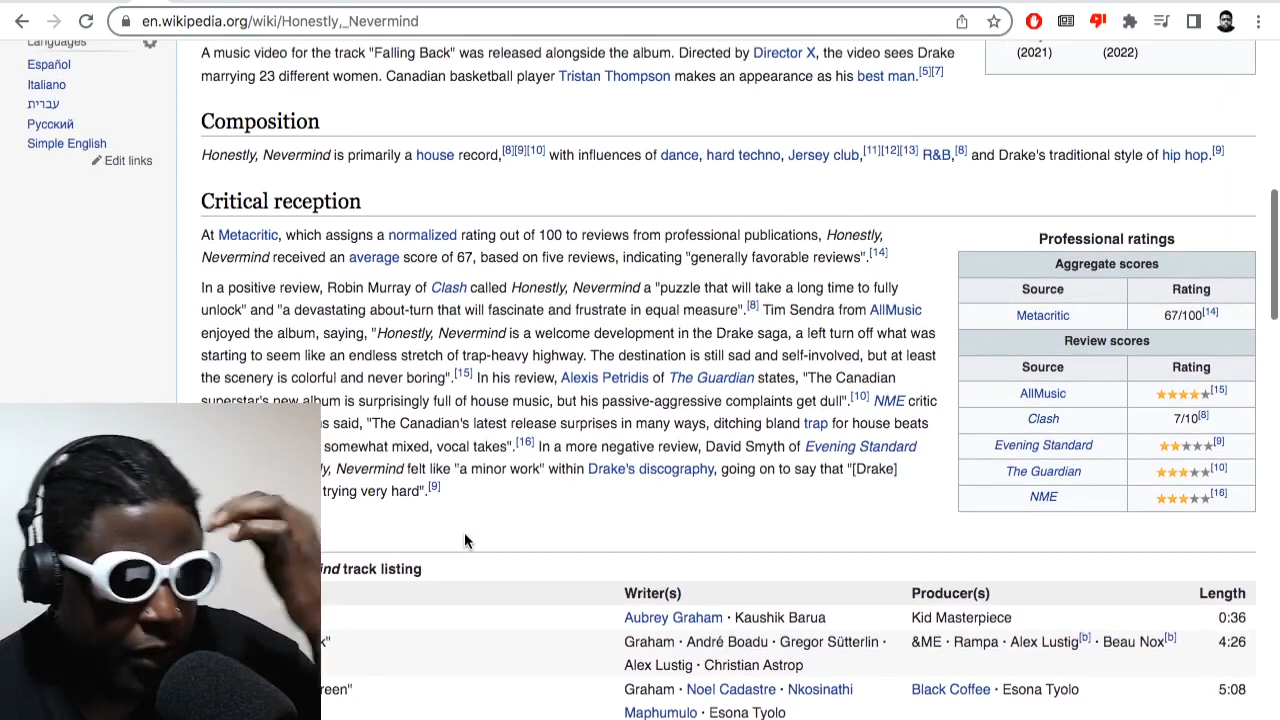 en.wikipedia.org/wiki/Honestly,_Nevermind
Languages
Español
Italiano
עברית
Русский
Simple English
Edit links
A music video for the track "Falling Back" was released alongside the album. Directed by Director X, the video sees Drake
marrying 23 different women. Canadian basketball player Tristan Thompson makes an appearance as his best man.[5][7]
(2021) (2022)
Composition
Honestly, Nevermind is primarily a house record,[8][9][10] with influences of dance, hard techno, Jersey club,[11][12][13] R&B,[8] and Drake's traditional style of hip hop.[9]
Critical reception
At Metacritic, which assigns a normalized rating out of 100 to reviews from professional publications, Honestly,
Nevermind received an average score of 67, based on five reviews, indicating "generally favorable reviews".[14]
In a positive review, Robin Murray of Clash called Honestly, Nevermind a "puzzle that will take a long time to fully
unlock" and "a devastating about-turn that will fascinate and frustrate in equal measure".[8] Tim Sendra from AllMusic
enjoyed the album, saying, "Honestly, Nevermind is a welcome development in the Drake saga, a left turn off what was
starting to seem like an endless stretch of trap-heavy highway. The destination is still sad and self-involved, but at least
the scenery is colorful and never boring".[15] In his review, Alexis Petridis of The Guardian states, "The Canadian
superstar's new album is surprisingly full of house music, but his passive-aggressive complaints get dull".[10] NME critic
said, "The Canadian's latest release surprises in many ways, ditching bland trap for house beats
somewhat mixed, vocal takes".[16] In a more negative review, David Smyth of Evening Standard
Nevermind felt like "a minor work" within Drake's discography, going on to say that "[Drake]
trying very hard".[9]
Professional ratings
Aggregate scores
Source Rating
Metacritic 67/100[14]
Review scores
Source Rating
AllMusic ★★★★★[15]
Clash 7/10[8]
Evening Standard ★★★★★[9]
The Guardian ★★★★★[10]
NME ★★★★★[16]
track listing
Writer(s) Producer(s) Length
Aubrey Graham · Kaushik Barua Kid Masterpiece 0:36
Graham · André Boadu · Gregor Sütterlin · &ME · Rampa · Alex Lustig[b] · Beau Nox[b] 4:26
Alex Lustig · Christian Astrop
Graham · Noel Cadastre · Nkosinathi Black Coffee · Esona Tyolo 5:08
Maphumulo · Esona Tyolo